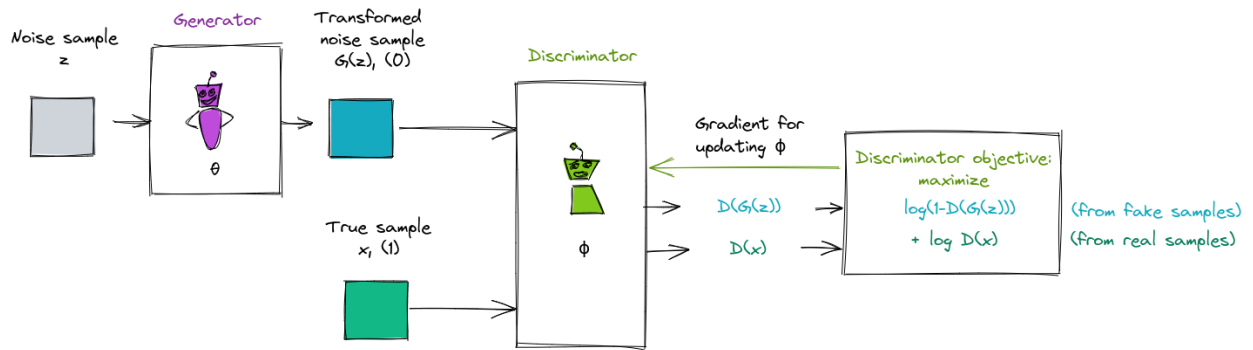 Noise sample
z
Generator
θ
Transformed
noise sample
G(z), (0)
True sample
x, (1)
Discriminator
ϕ
Gradient for
updating ϕ
D(G(z))
D(x)
Discriminator objective:
maximize
log(1-D(G(z)))
+ log D(x)
(from fake samples)
(from real samples)